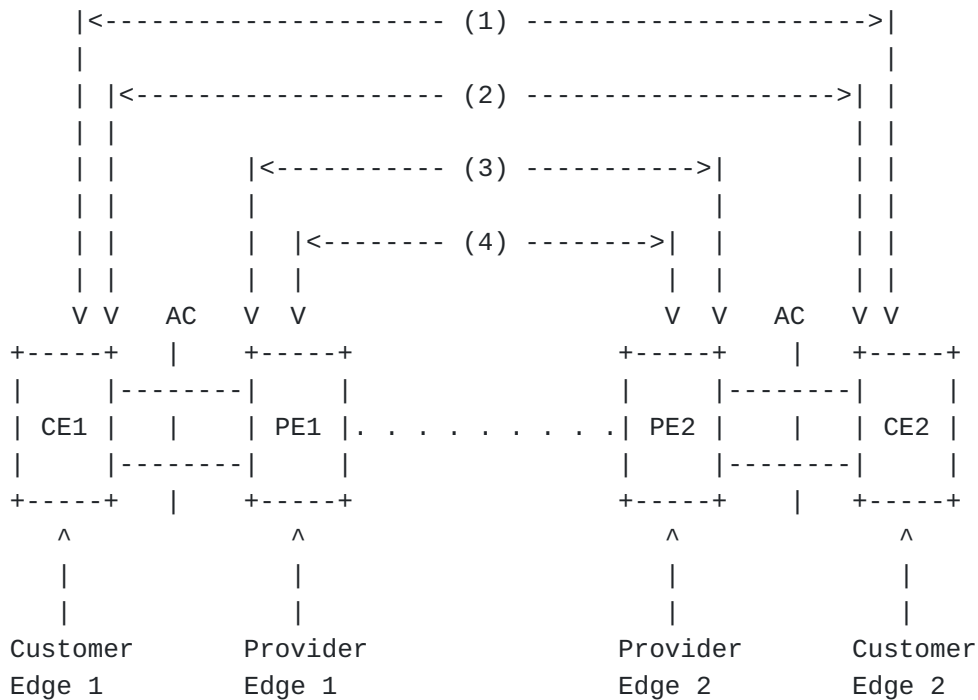 (1)
(2)
(3)
(4)
V V AC V V V V AC V V
CE1 PE1 . . . . . . . . . PE2 CE2
Customer Provider Provider Customer
Edge 1 Edge 1 Edge 2 Edge 2